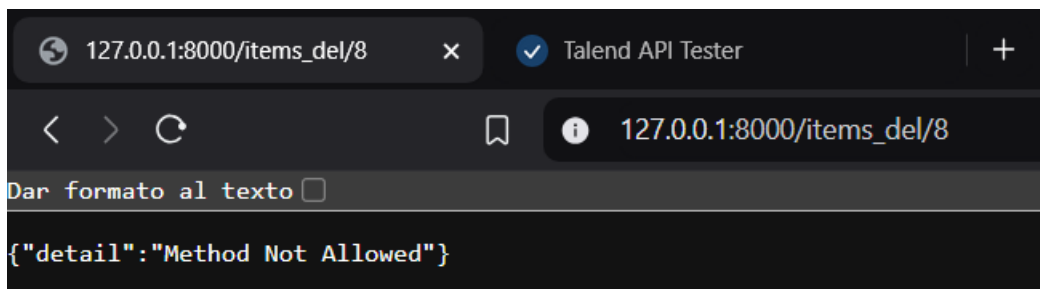 127.0.0.1:8000/items_del/8
Talend API Tester
127.0.0.1:8000/items_del/8
Dar formato al texto
{"detail":"Method Not Allowed"}